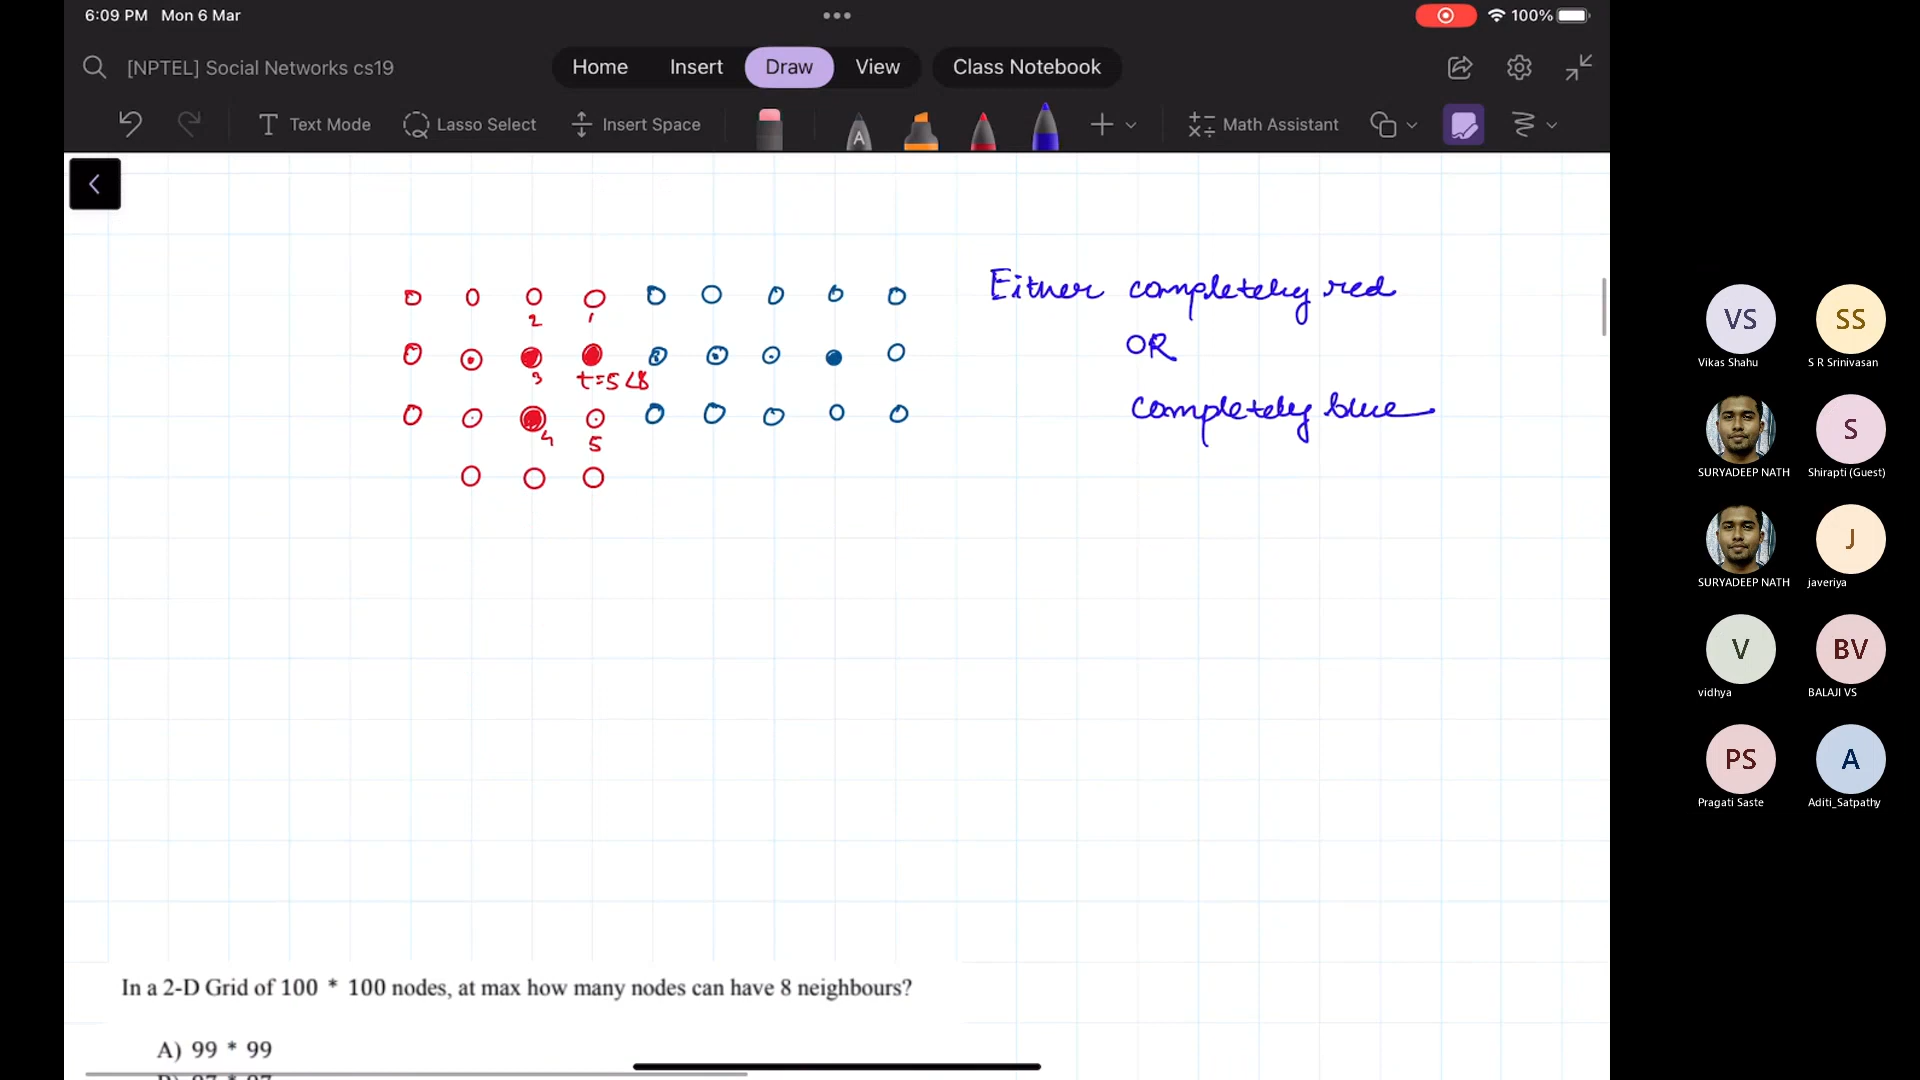 6:09 PM Mon 6 Mar
100%
[NPTEL] Social Networks cs19
Home Insert Draw View Class Notebook
Text Mode Lasso Select Insert Space A Math Assistant
Either completely red
2 1
OR
3 t=5<8
completely blue
4 5
In a 2-D Grid of 100 * 100 nodes, at max how many nodes can have 8 neighbours?
A) 99 * 99
B) 97 * 97
VS SS
Vikas Shahu S R Srinivasan
S
SURYADEEP NATH Shirapti (Guest)
J
SURYADEEP NATH javeriya
V BV
vidhya BALAJI VS
PS A
Pragati Saste Aditi_Satpathy